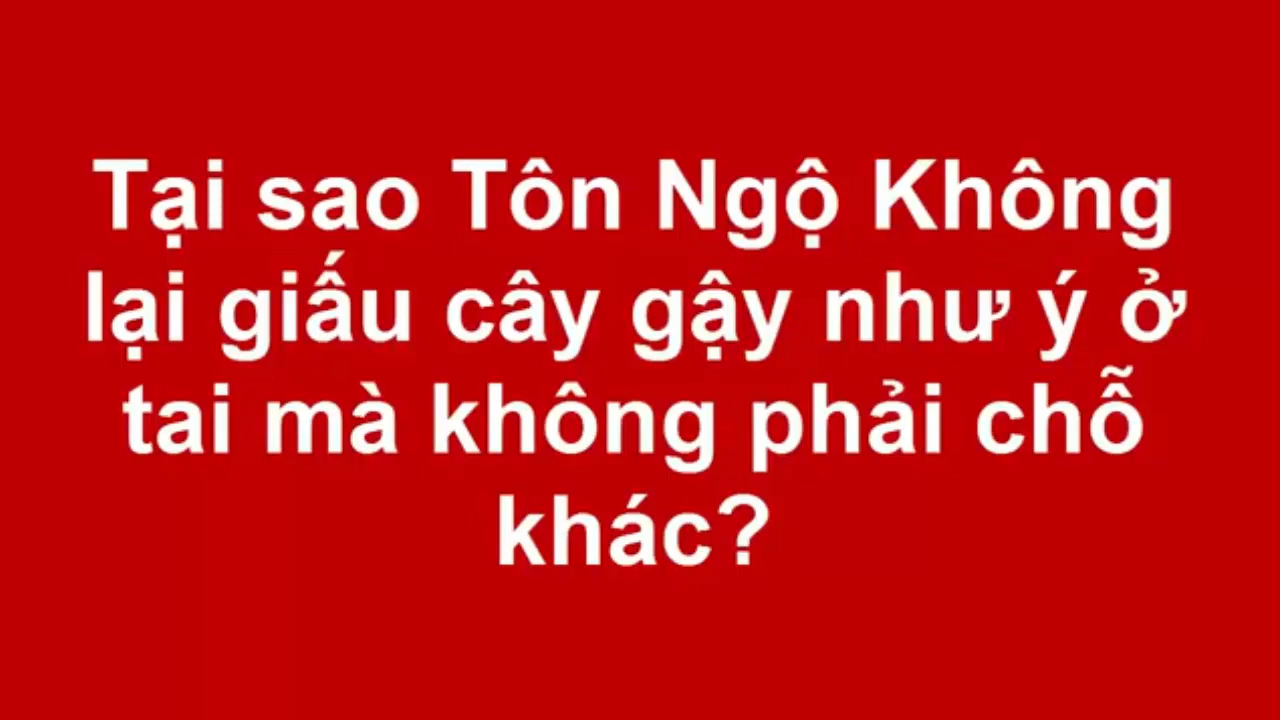 Tại sao Tôn Ngộ Không
lại giấu cây gậy như ý ở
tai mà không phải chỗ
khác?